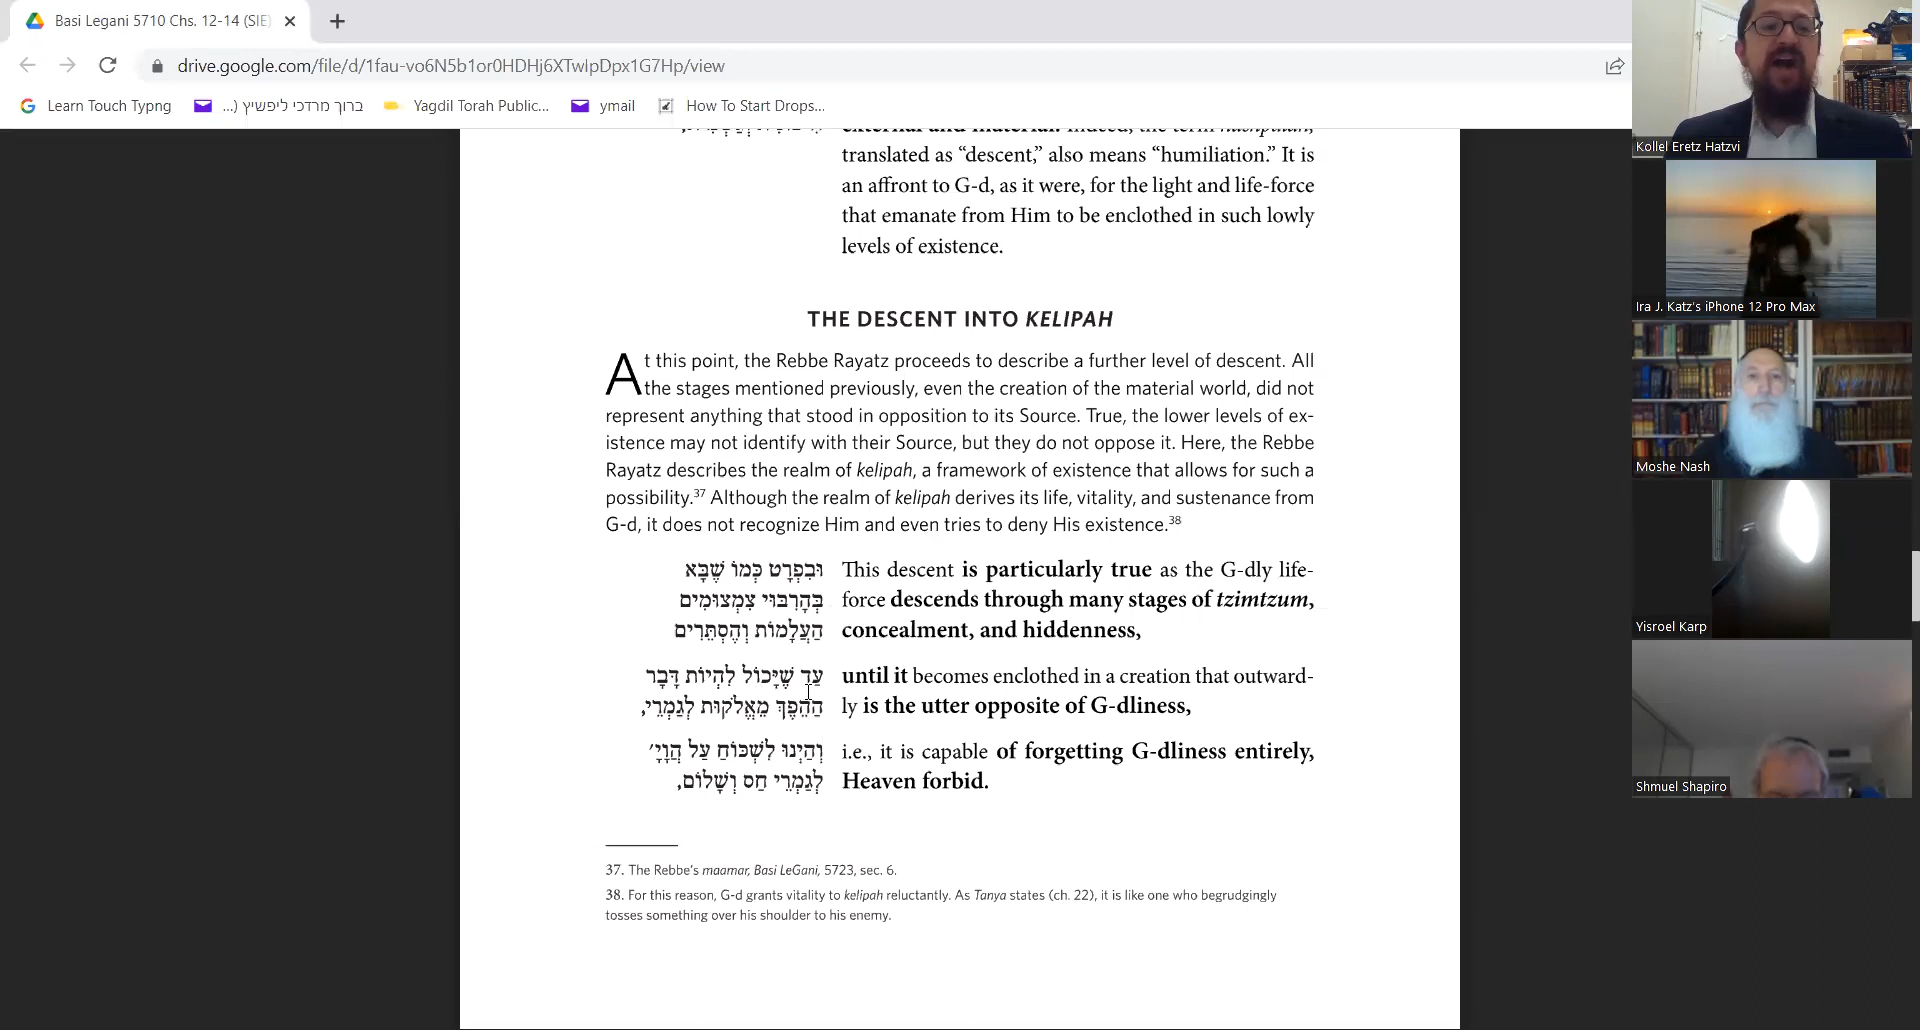 Basi Legani 5710 Chs. 12-14 (SIE)
drive.google.com/file/d/1fau-vo6N5b1or0HDHj6XTwIpDpx1G7Hp/view
Learn Touch Typng
ברוך מרדכי ליפשיץ (...
Yagdil Torah Public...
ymail
How To Start Drops...
external and material. Indeed, the term hashpalah,
translated as “descent,” also means “humiliation.” It is
an affront to G-d, as it were, for the light and life-force
that emanate from Him to be enclothed in such lowly
levels of existence.
THE DESCENT INTO KELIPAH
At this point, the Rebbe Rayatz proceeds to describe a further level of descent. All
the stages mentioned previously, even the creation of the material world, did not
represent anything that stood in opposition to its Source. True, the lower levels of ex-
istence may not identify with their Source, but they do not oppose it. Here, the Rebbe
Rayatz describes the realm of kelipah, a framework of existence that allows for such a
possibility.37 Although the realm of kelipah derives its life, vitality, and sustenance from
G-d, it does not recognize Him and even tries to deny His existence.38
וּבִפְרָט כְּמוֹ שֶׁבָּא
בְּהָרִבּוּי צִמְצוּמִים
הַעֲלָמוֹת וְהֶסְתֵּרִים
This descent is particularly true as the G-dly life-
force descends through many stages of tzimtzum,
concealment, and hiddenness,
עַד שֶׁיָּכוֹל לִהְיוֹת דָּבָר
הַהֵפֶךְ מֵאֱלֹקוּת לְגַמְרֵי,
until it becomes enclothed in a creation that outward-
ly is the utter opposite of G-dliness,
וְהַיְנוּ לִשְׁכּוֹחַ עַל הֲוָיָ׳
לְגַמְרֵי חַס וְשָׁלוֹם,
i.e., it is capable of forgetting G-dliness entirely,
Heaven forbid.
37. The Rebbe’s maamar, Basi LeGani, 5723, sec. 6.
38. For this reason, G-d grants vitality to kelipah reluctantly. As Tanya states (ch. 22), it is like one who begrudgingly
tosses something over his shoulder to his enemy.
Kollel Eretz Hatzvi
Ira J. Katz's iPhone 12 Pro Max
Moshe Nash
Yisroel Karp
Shmuel Shapiro